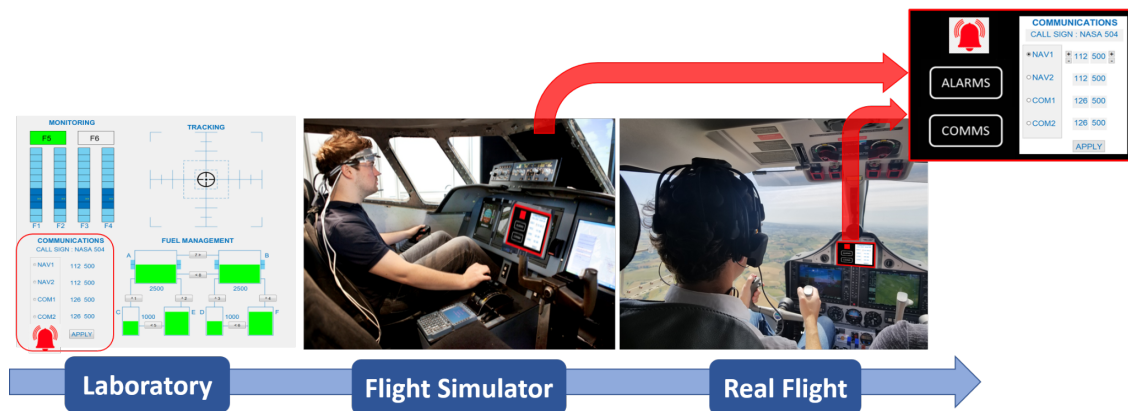 MONITORING
F5 F6
F1 F2 F3 F4
TRACKING
COMMUNICATIONS
CALL SIGN : NASA 504
NAV1 112 500
NAV2 112 500
COM1 126 500
COM2 126 500
APPLY
FUEL MANAGEMENT
A B
2500 2500
C 1000 E D 1000 F
ALARMS
COMMS
COMMUNICATIONS
CALL SIGN : NASA 504
NAV1 + - 112 500 + -
NAV2 112 500
COM1 126 500
COM2 126 500
APPLY
Laboratory
Flight Simulator
Real Flight